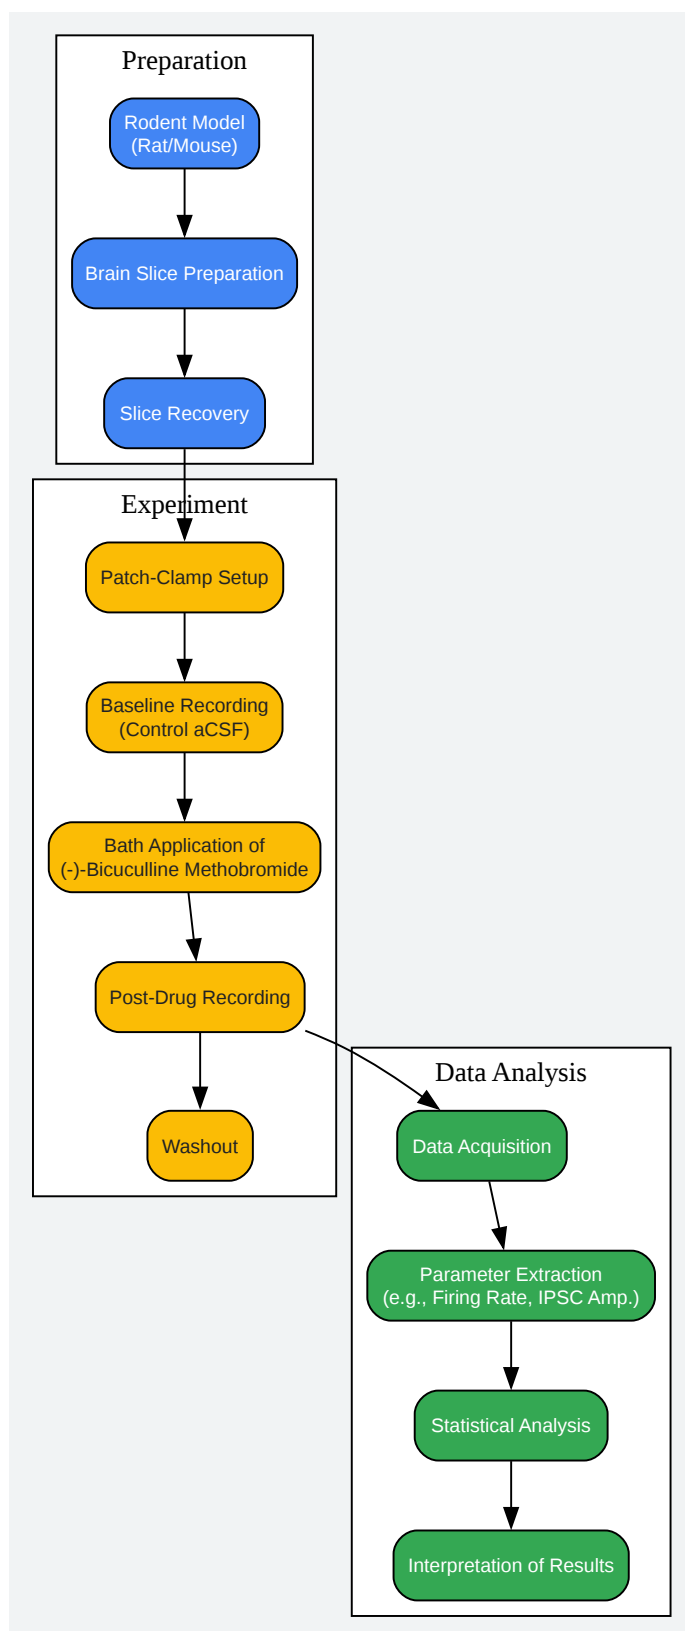 Preparation
Rodent Model
(Rat/Mouse)
Brain Slice Preparation
Slice Recovery
Experiment
Patch-Clamp Setup
Baseline Recording
(Control aCSF)
Bath Application of
(-)-Bicuculline Methobromide
Post-Drug Recording
Washout
Data Analysis
Data Acquisition
Parameter Extraction
(e.g., Firing Rate, IPSC Amp.)
Statistical Analysis
Interpretation of Results